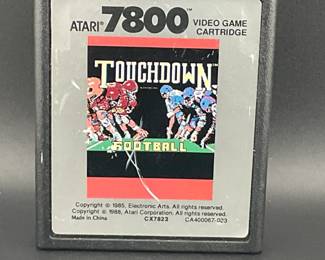 ATARI® 7800™ VIDEO GAME
CARTRIDGE
TOUCHDOWN
FOOTBALL
Copyright © 1985, Electronic Arts. All rights reserved.
Copyright © 1988, Atari Corporation. All rights reserved.
Made in China CX7823 CA400067-023